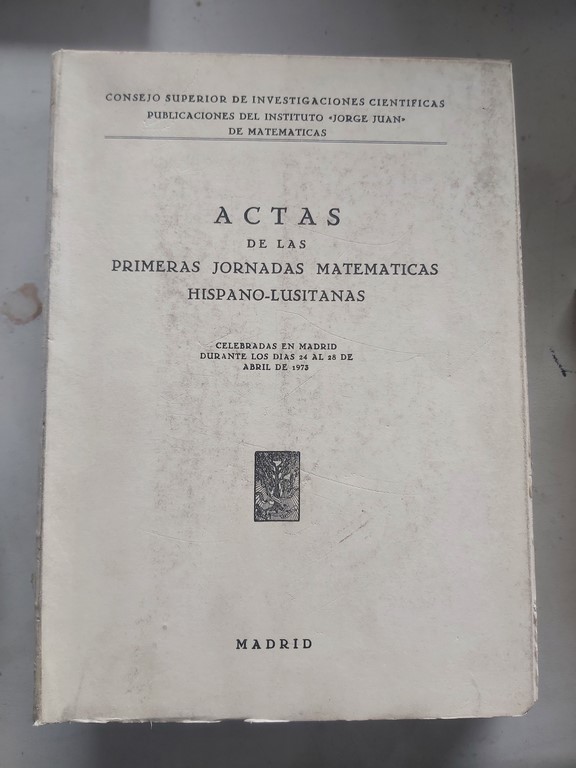 CONSEJO SUPERIOR DE INVESTIGACIONES CIENTIFICAS
PUBLICACIONES DEL INSTITUTO «JORGE JUAN»
DE MATEMATICAS
ACTAS
DE LAS
PRIMERAS JORNADAS MATEMATICAS
HISPANO-LUSITANAS
CELEBRADAS EN MADRID
DURANTE LOS DIAS 24 AL 28 DE
ABRIL DE 1973
MADRID